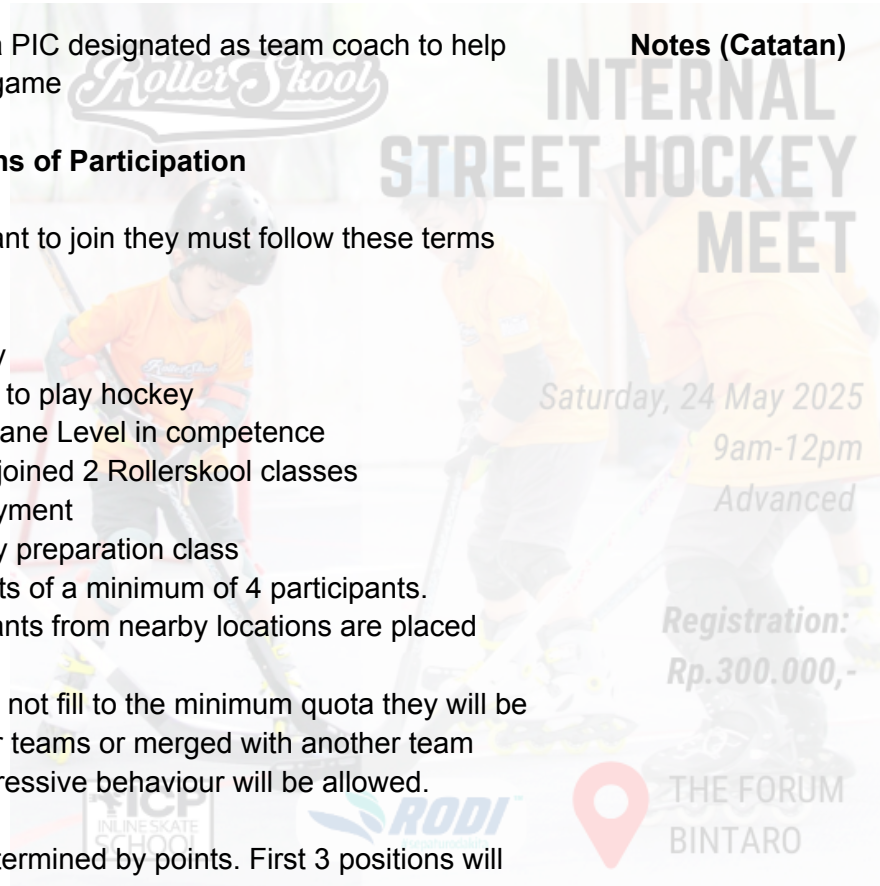 a PIC designated as team coach to help
game
ns of Participation
ant to join they must follow these terms
y
to play hockey
ane Level in competence
joined 2 Rollerskool classes
yment
y preparation class
ts of a minimum of 4 participants.
ants from nearby locations are placed
not fill to the minimum quota they will be
r teams or merged with another team
ressive behaviour will be allowed.
termined by points. First 3 positions will
Notes (Catatan)
RollerSkool
INTERNAL
STREET HOCKEY
MEET
Saturday, 24 May 2025
9am-12pm
Advanced
Registration:
Rp.300.000,-
ICP
INLINE SKATE
SCHOOL
RODI
THE FORUM
BINTARO